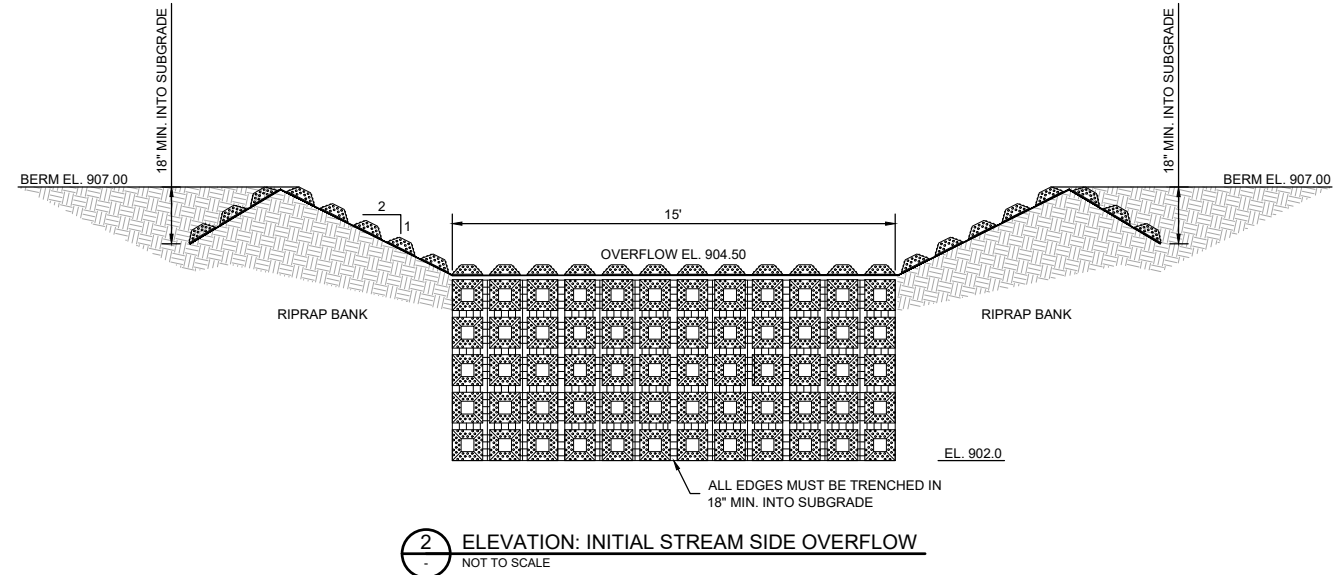 18" MIN. INTO SUBGRADE
18" MIN. INTO SUBGRADE
BERM EL. 907.00
BERM EL. 907.00
2
1
15'
OVERFLOW EL. 904.50
RIPRAP BANK
RIPRAP BANK
EL. 902.0
ALL EDGES MUST BE TRENCHED IN
18" MIN. INTO SUBGRADE
2
-
ELEVATION: INITIAL STREAM SIDE OVERFLOW
NOT TO SCALE